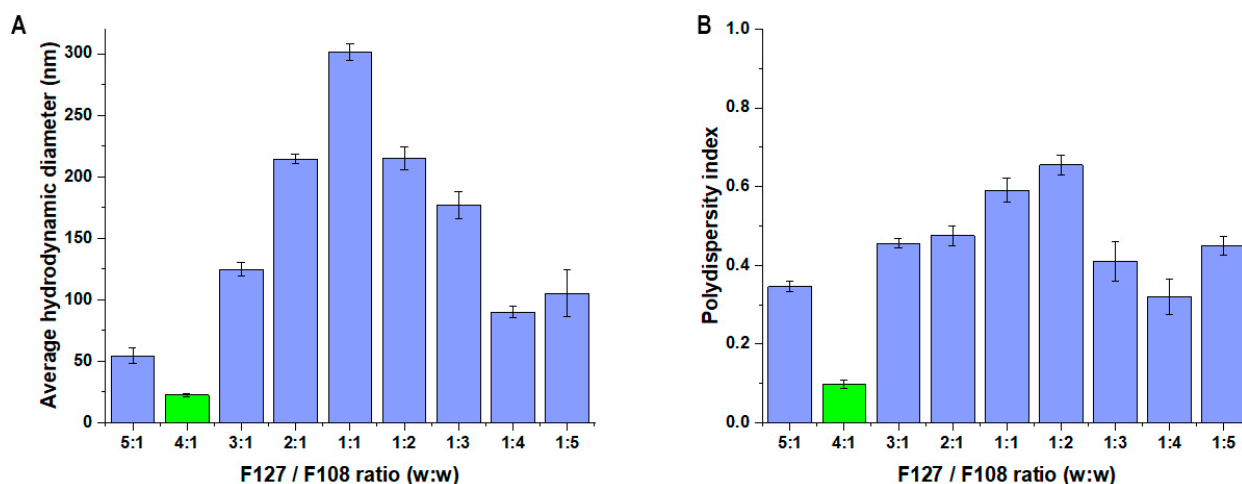 A
Average hydrodynamic diameter (nm)
300
250
200
150
100
50
0
5:1 4:1 3:1 2:1 1:1 1:2 1:3 1:4 1:5
F127 / F108 ratio (w:w)
B
Polydispersity index
1.0
0.8
0.6
0.4
0.2
0.0
5:1 4:1 3:1 2:1 1:1 1:2 1:3 1:4 1:5
F127 / F108 ratio (w:w)